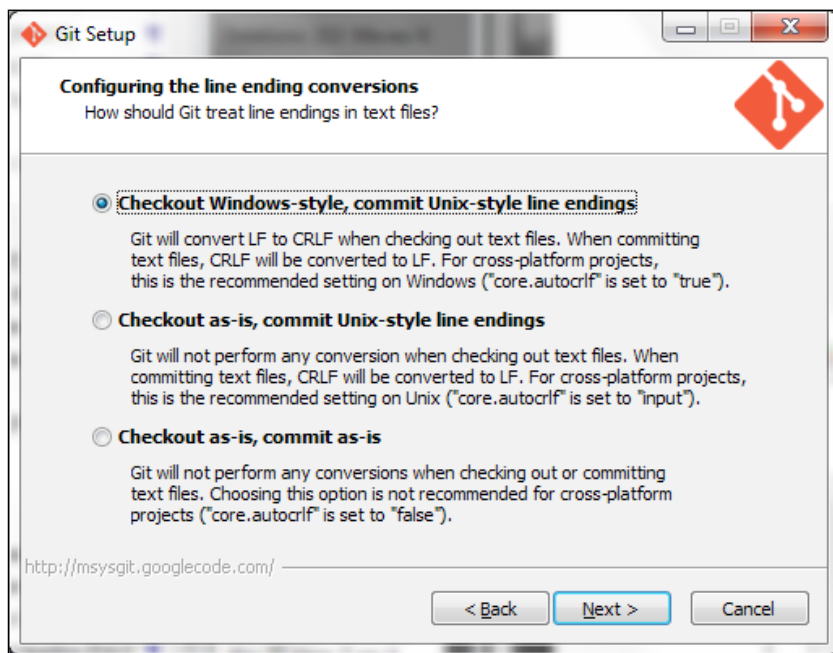 Git Setup
Configuring the line ending conversions
How should Git treat line endings in text files?
Checkout Windows-style, commit Unix-style line endings
Git will convert LF to CRLF when checking out text files. When committing
text files, CRLF will be converted to LF. For cross-platform projects,
this is the recommended setting on Windows ("core.autocrlf" is set to "true").
Checkout as-is, commit Unix-style line endings
Git will not perform any conversion when checking out text files. When
committing text files, CRLF will be converted to LF. For cross-platform projects,
this is the recommended setting on Unix ("core.autocrlf" is set to "input").
Checkout as-is, commit as-is
Git will not perform any conversions when checking out or committing
text files. Choosing this option is not recommended for cross-platform
projects ("core.autocrlf" is set to "false").
http://msysgit.googlecode.com/
< Back Next > Cancel